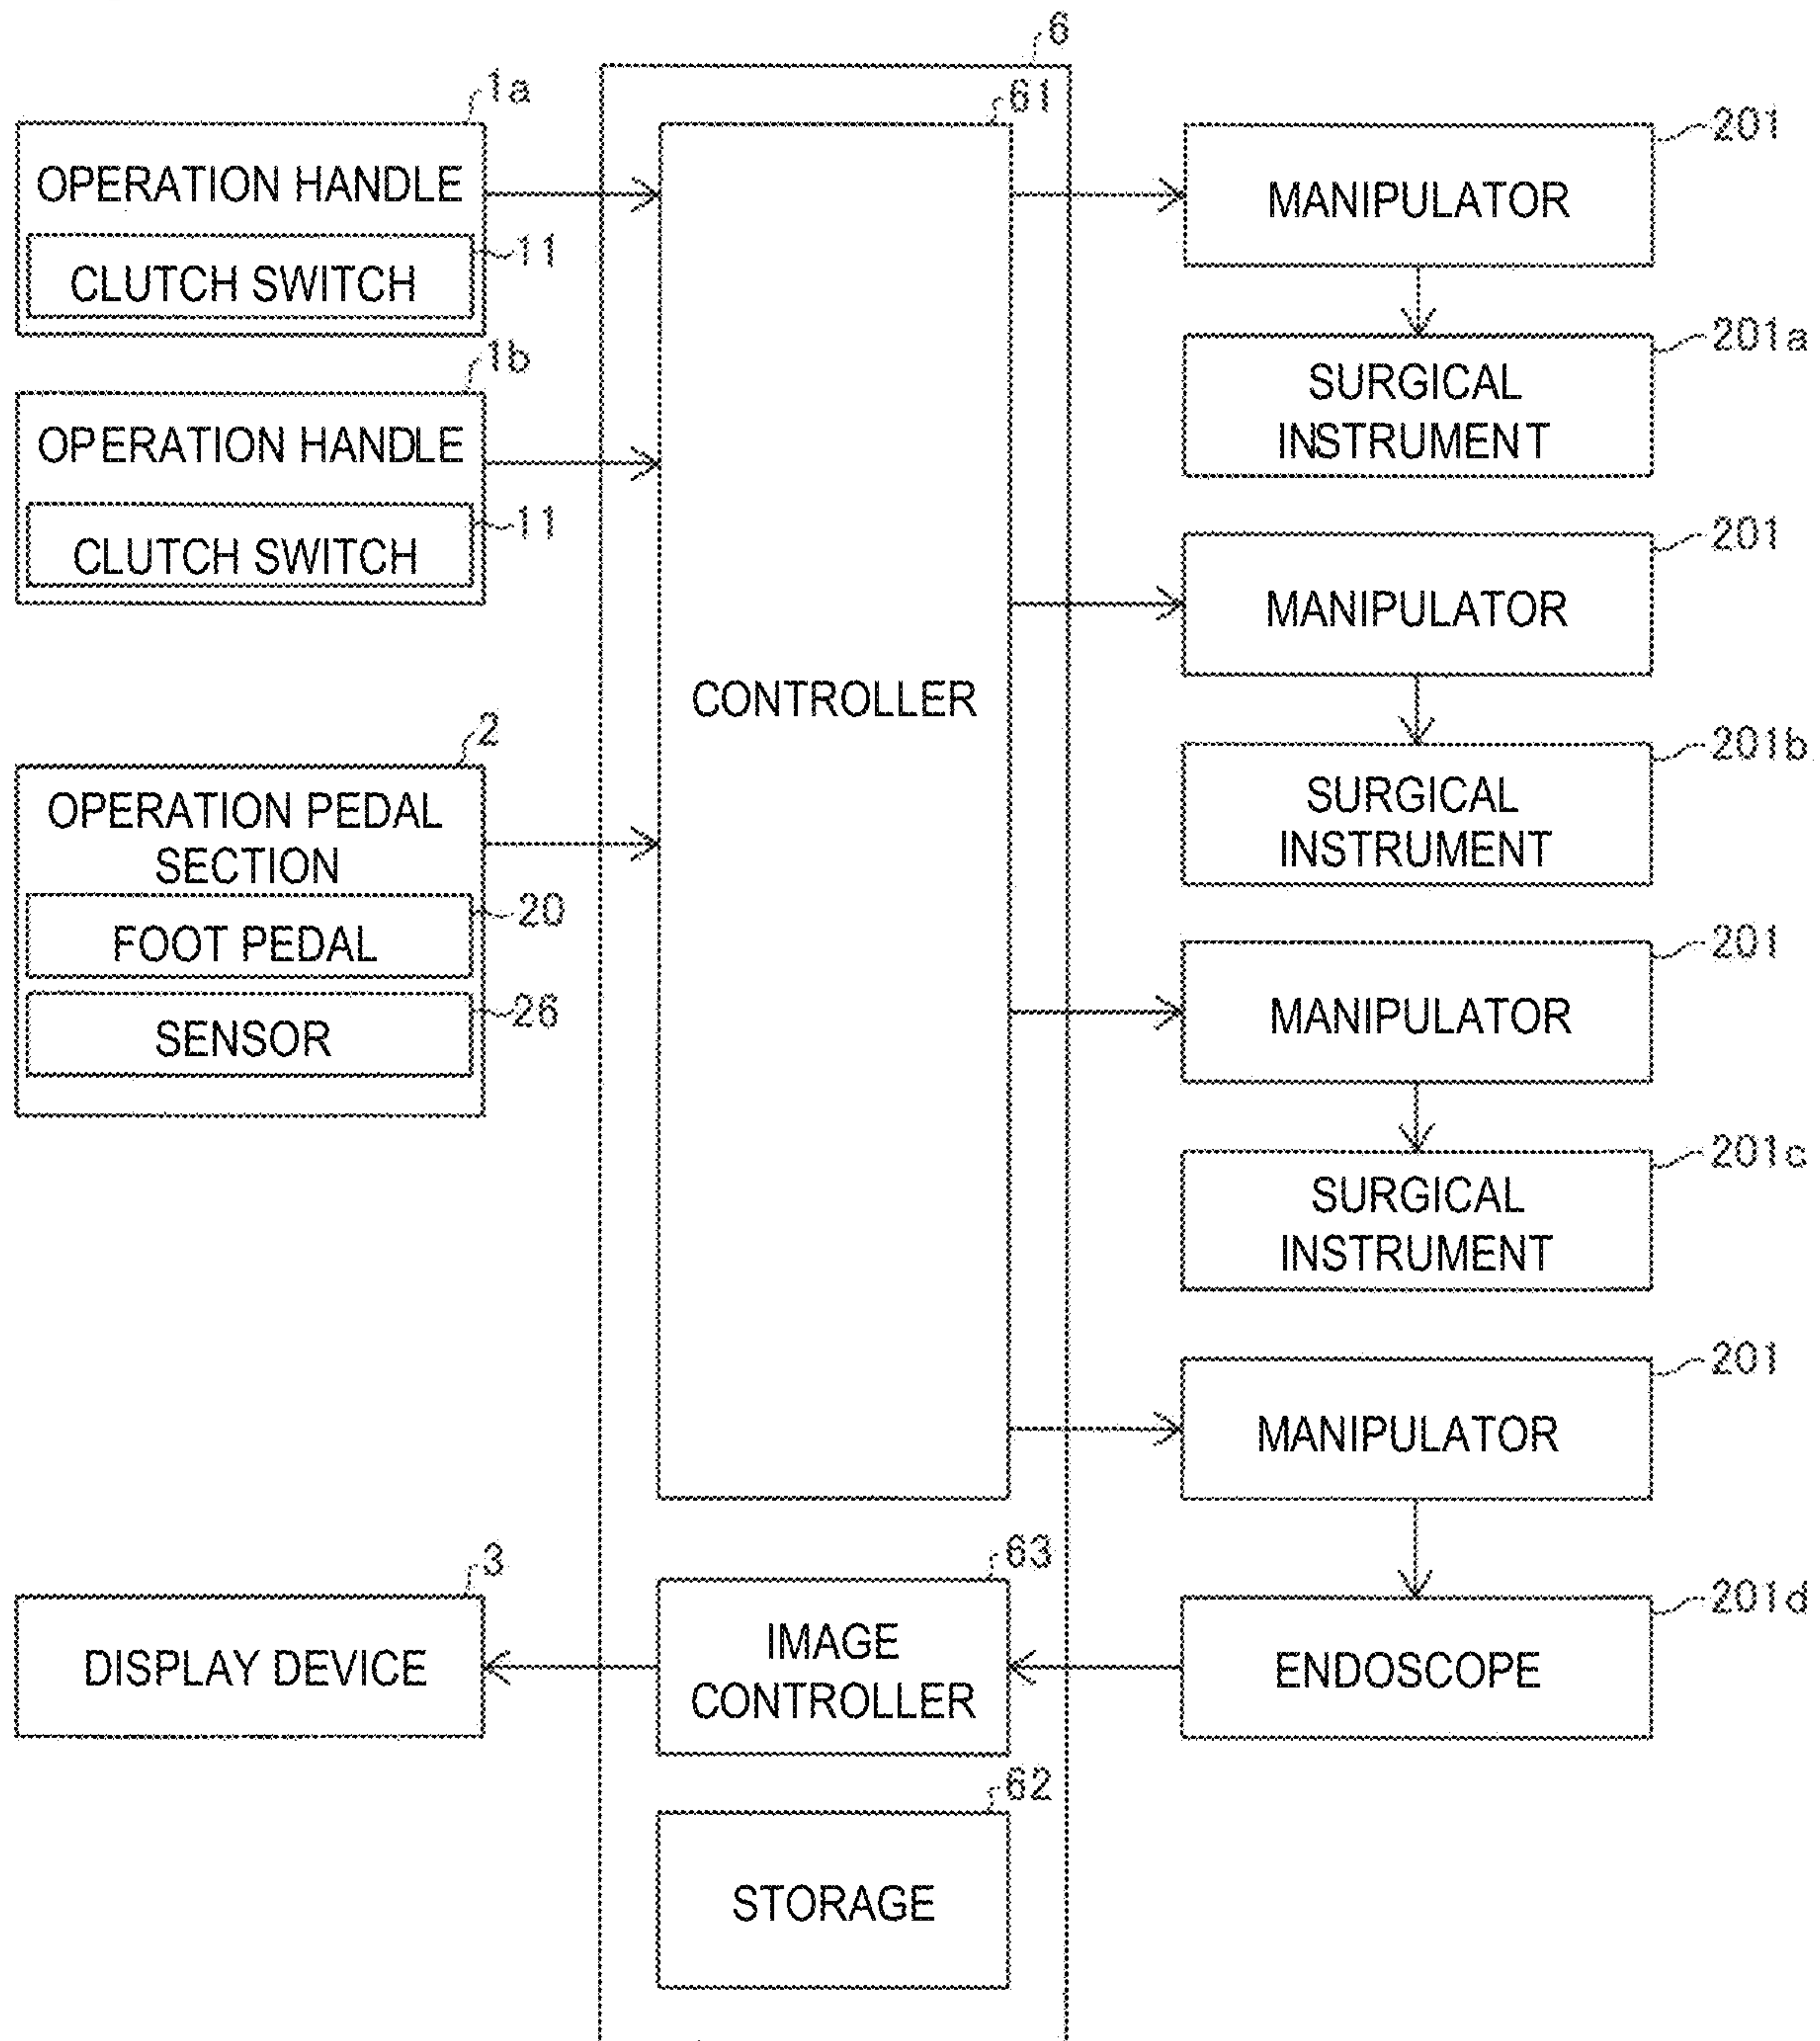 6
1a
OPERATION HANDLE
11
CLUTCH SWITCH
1b
OPERATION HANDLE
11
CLUTCH SWITCH
2
OPERATION PEDAL
SECTION
20
FOOT PEDAL
26
SENSOR
3
DISPLAY DEVICE
61
CONTROLLER
63
IMAGE
CONTROLLER
62
STORAGE
201
MANIPULATOR
201a
SURGICAL
INSTRUMENT
201
MANIPULATOR
201b
SURGICAL
INSTRUMENT
201
MANIPULATOR
201c
SURGICAL
INSTRUMENT
201
MANIPULATOR
201d
ENDOSCOPE